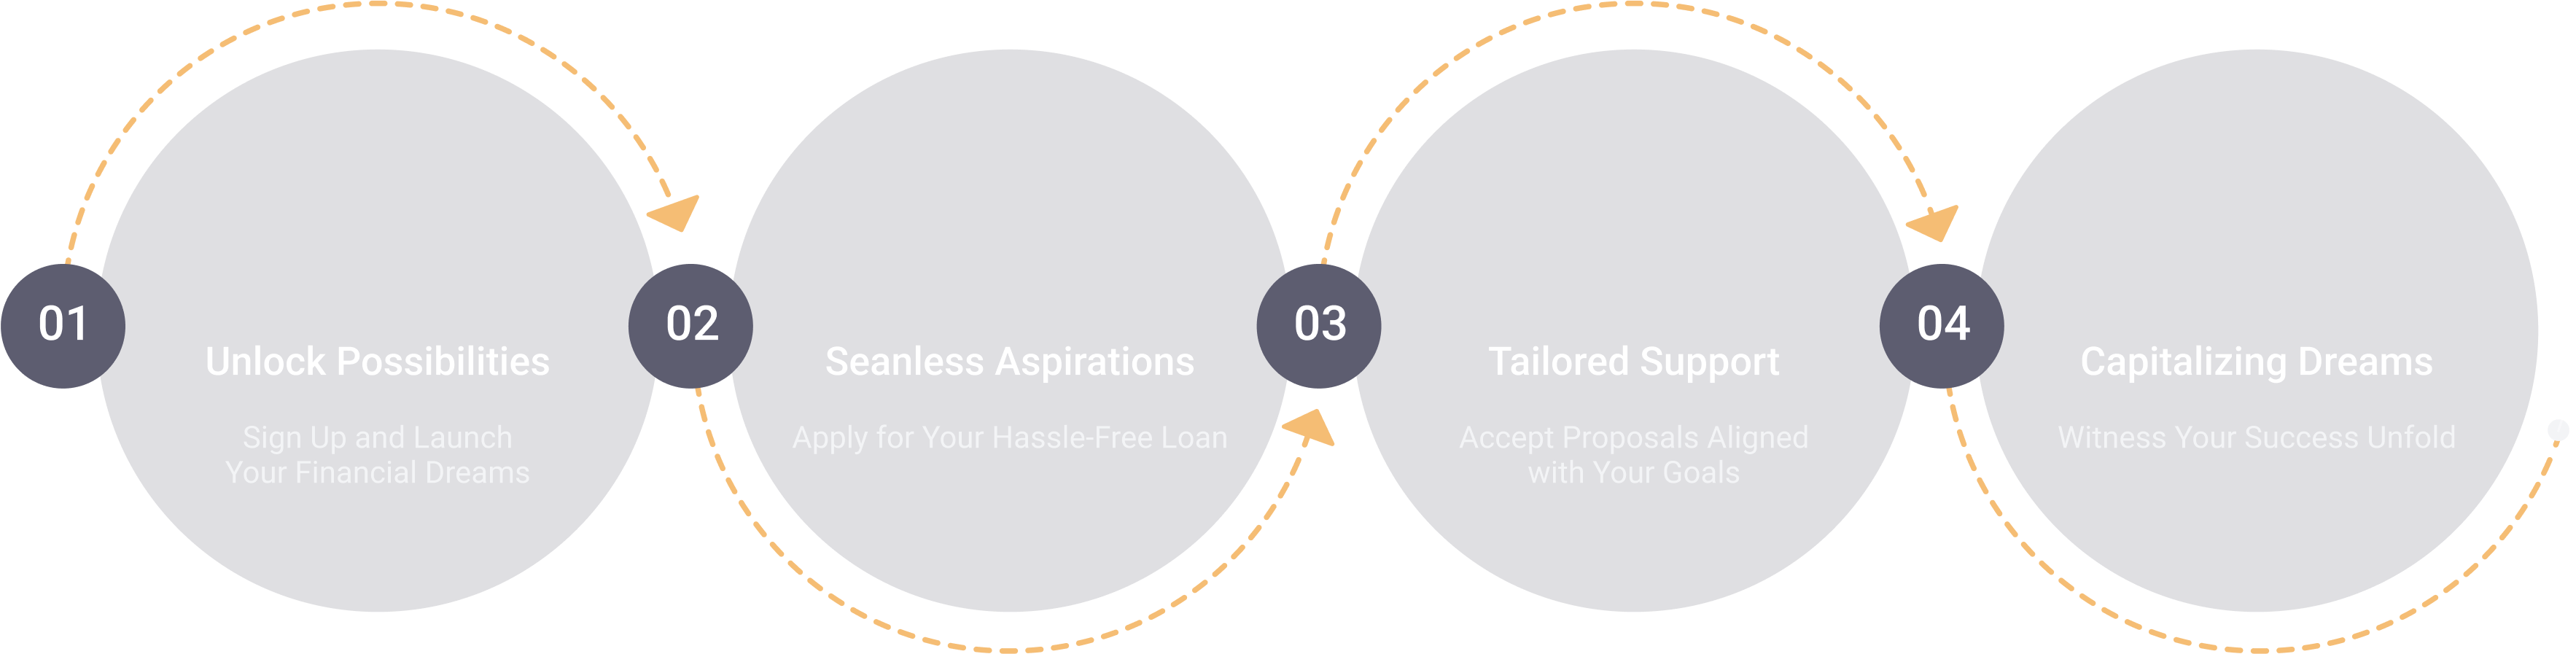 01
Unlock Possibilities
Sign Up and Launch
Your Financial Dreams
02
Seanless Aspirations
Apply for Your Hassle-Free Loan
03
Tailored Support
Accept Proposals Aligned
with Your Goals
04
Capitalizing Dreams
Witness Your Success Unfold